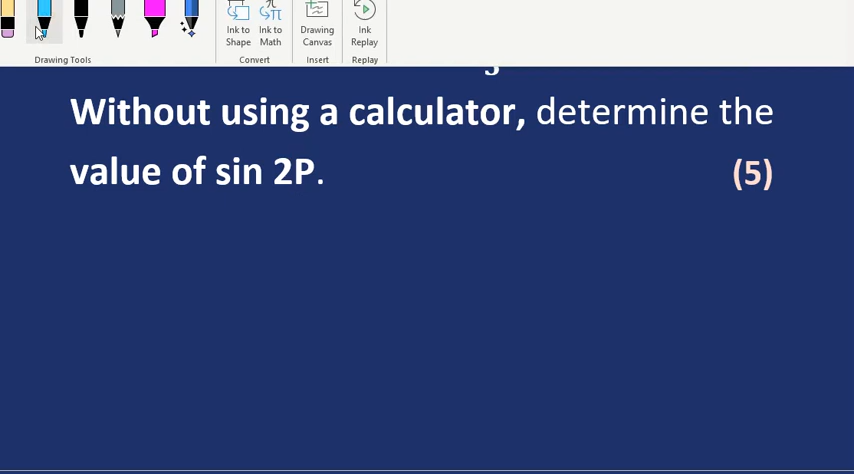 Ink to Shape
Ink to Math
Drawing Canvas
Ink Replay
Drawing Tools
Convert
Insert
Replay
Without using a calculator, determine the
value of sin 2P. (5)